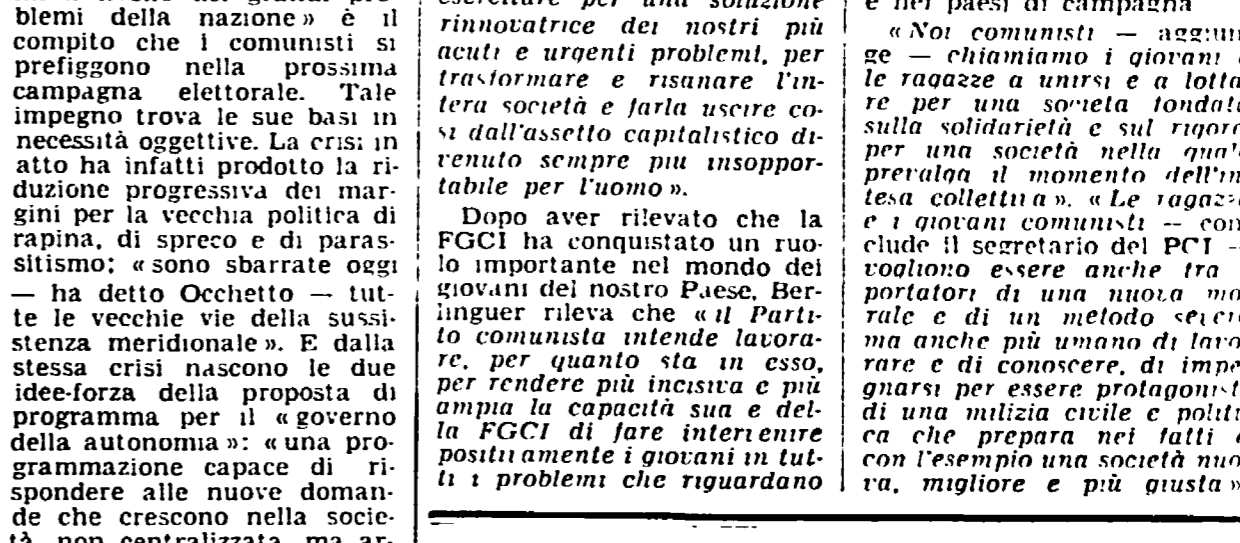 blemi della nazione» è il
compito che i comunisti si
prefiggono nella prossima
campagna elettorale. Tale
impegno trova le sue basi in
necessità oggettive. La crisi in
atto ha infatti prodotto la ri-
duzione progressiva dei mar-
gini per la vecchia politica di
rapina, di spreco e di paras-
sitismo: «sono sbarrate oggi
— ha detto Occhetto — tut-
te le vecchie vie della sussi-
stenza meridionale». E dalla
stessa crisi nascono le due
idee-forza della proposta di
programma per il «governo
della autonomia»: «una pro-
grammazione capace di ri-
spondere alle nuove doman-
de che crescono nella socie-
tà, non centralizzata, ma ar-
esercitare per una soluzione
rinnovatrice dei nostri più
acuti e urgenti problemi, per
trasformare e risanare l'in-
tera società e farla uscire co-
sì dall'assetto capitalistico di-
venuto sempre più insoppor-
tabile per l'uomo».
Dopo aver rilevato che la
FGCI ha conquistato un ruo-
lo importante nel mondo dei
giovani del nostro Paese, Ber-
linguer rileva che «il Parti-
to comunista intende lavora-
re, per quanto sta in esso,
per rendere più incisiva e più
ampia la capacità sua e del-
la FGCI di fare intervenire
positivamente i giovani in tut-
ti i problemi che riguardano
e nei paesi di campagna
«Noi comunisti — aggiun
ge — chiamiamo i giovani e
le ragazze a unirsi e a lotta
re per una società fondata
sulla solidarietà e sul rigore
per una società nella qua'e
prevalga il momento dell'in
tesa collettiva». «Le ragazze
e i giovani comunisti — con
clude il segretario del PCI —
vogliono essere anche tra i
portatori di una nuova mo
rale e di un metodo severo
ma anche più umano di lavo
rare e di conoscere, di impe
gnarsi per essere protagonisti
di una milizia civile e politi
ca che prepara nei fatti e
con l'esempio una società nuo
va, migliore e più giusta»